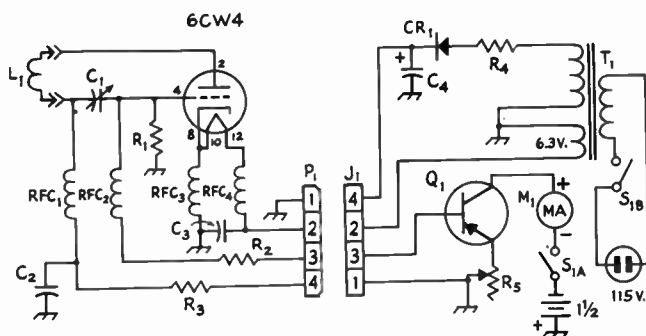 6CW4
L1
C1
2
4
8
10
12
R1
RFC1
RFC2
RFC3
RFC4
C3
C2
R2
R3
P1
1
2
3
4
J1
4
2
3
1
CR1
+
C4
R4
T1
6.3V.
Q1
+
M1
MA
−
S1B
S1A
R5
1½
+
115V.